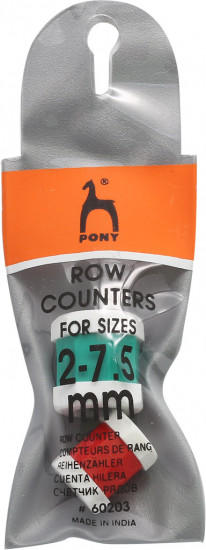 ®
PONY
ROW
COUNTERS
FOR SIZES
2-7.5
mm
ROW COUNTER
COMPTEURS DE RANG
REIHENZÄHLER
CUENTA HILERA
СЧЕТЧИК РЯДОВ
# 60203
MADE IN INDIA